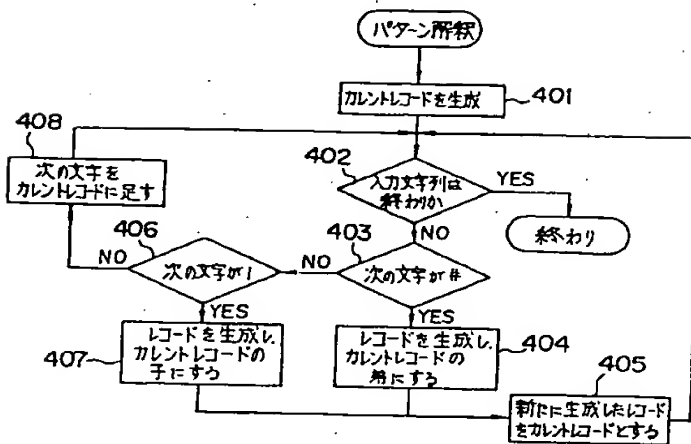 パターン解釈
カレントレコードを生成
401
408
次の文字を
カレントレコードに足す
402
入力文字列は
終わりか
YES
終わり
NO
406
403
NO
次の文字が!
NO
次の文字が#
YES
YES
407
レコードを生成し、
カレントレコードの
子にする
レコードを生成し、
カレントレコードの
弟にする
404
405
新たに生成したレコード
をカレントレコードとする